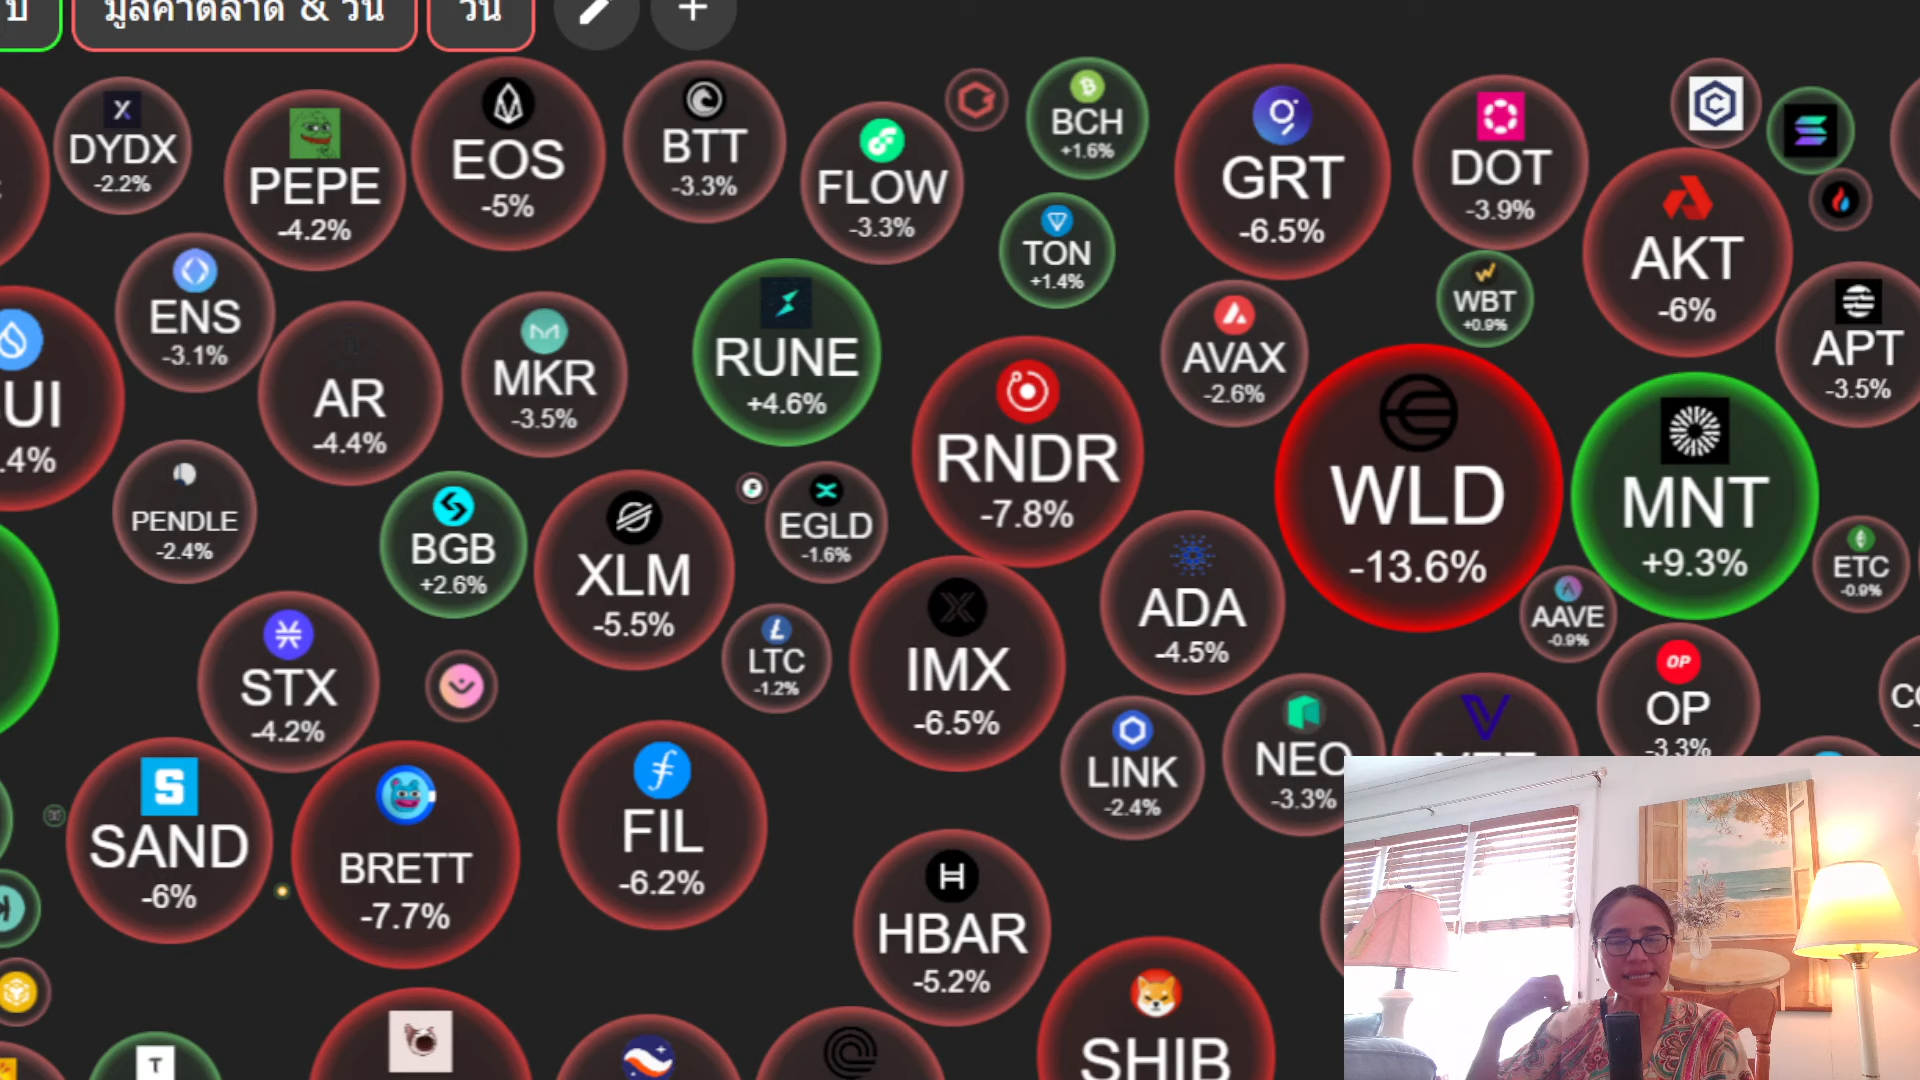 มูลค่าตลาด & วัน
วัน
DYDX
-2.2%
PEPE
-4.2%
EOS
-5%
BTT
-3.3%
FLOW
-3.3%
BCH
+1.6%
GRT
-6.5%
DOT
-3.9%
AKT
-6%
TON
+1.4%
WBT
+0.9%
APT
-3.5%
ENS
-3.1%
AR
-4.4%
MKR
-3.5%
RUNE
+4.6%
RNDR
-7.8%
AVAX
-2.6%
WLD
-13.6%
MNT
+9.3%
UI
.4%
PENDLE
-2.4%
BGB
+2.6%
XLM
-5.5%
EGLD
-1.6%
ETC
-0.9%
AAVE
-0.9%
ADA
-4.5%
IMX
-6.5%
LTC
-1.2%
STX
-4.2%
OP
OP
-3.3%
LINK
-2.4%
NEO
-3.3%
SAND
-6%
BRETT
-7.7%
FIL
-6.2%
HBAR
-5.2%
SHIB